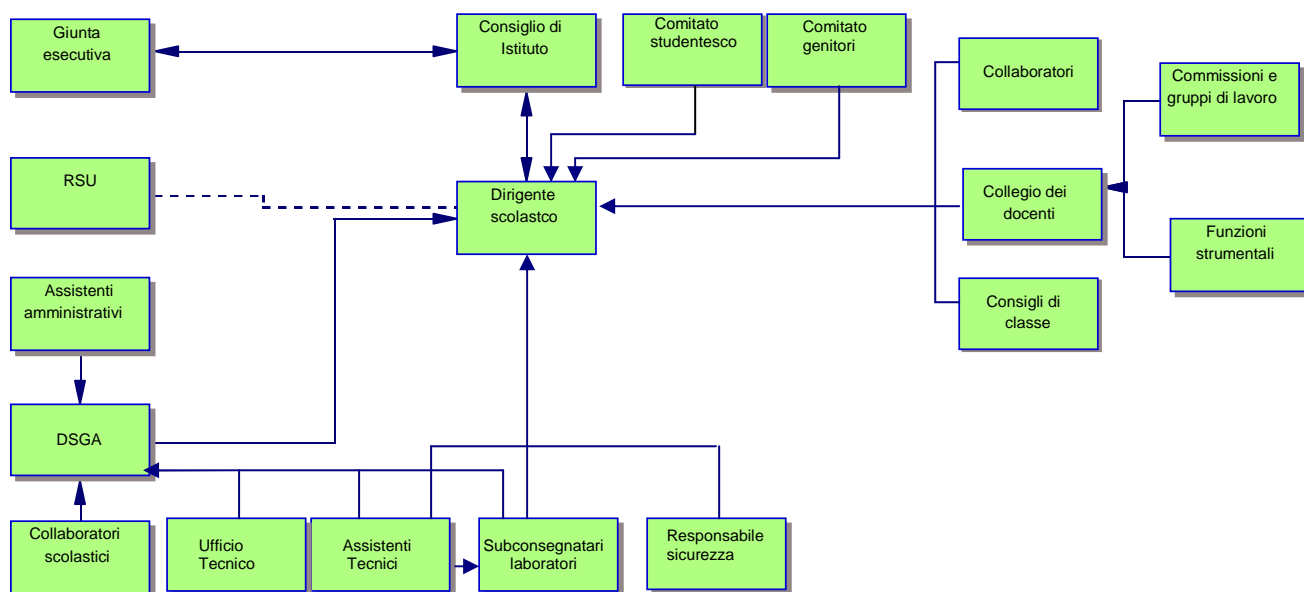 Giunta
esecutiva
Consiglio di
Istituto
Comitato
studentesco
Comitato
genitori
Collaboratori
Commissioni e
gruppi di lavoro
RSU
Dirigente
scolastco
Collegio dei
docenti
Funzioni
strumentali
Assistenti
amministrativi
Consigli di
classe
DSGA
Collaboratori
scolastici
Ufficio
Tecnico
Assistenti
Tecnici
Subconsegnatari
laboratori
Responsabile
sicurezza